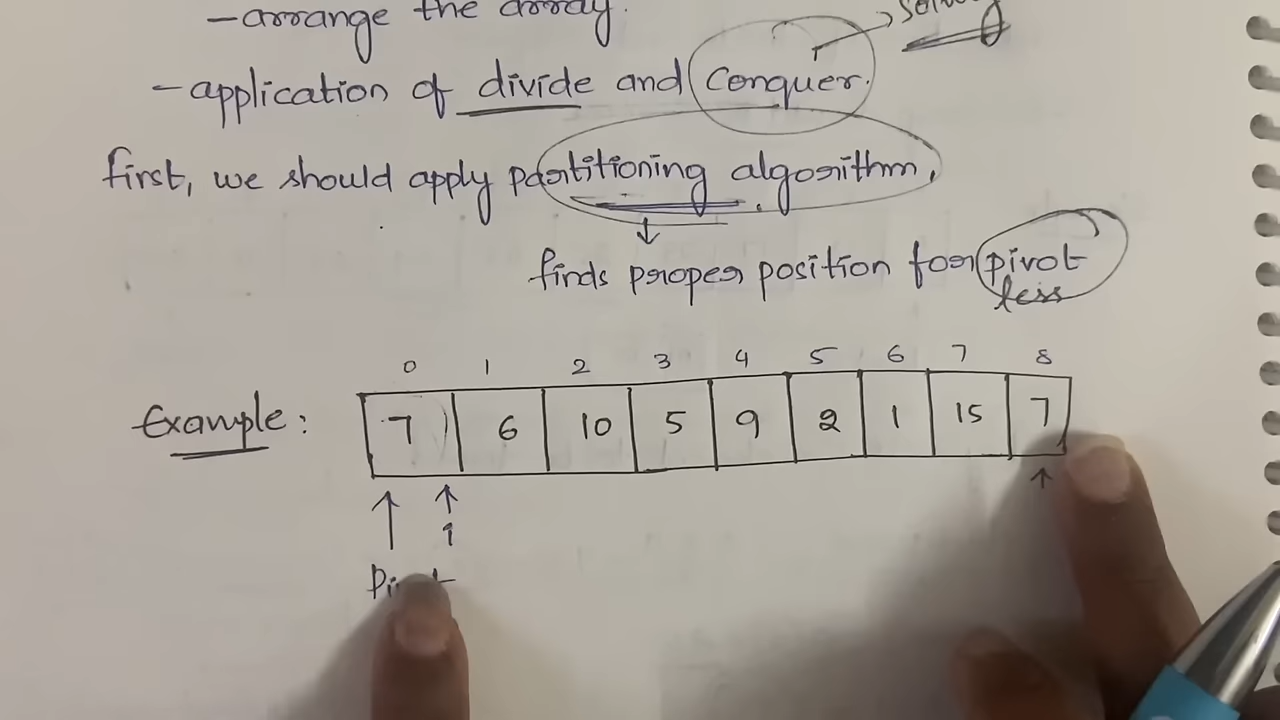 -arrange the array.
-application of divide and conquer.
first, we should apply partitioning algorithm.
finds proper position for pivot
less
0 1 2 3 4 5 6 7 8
Example: 7 6 10 5 9 2 1 15 7
i